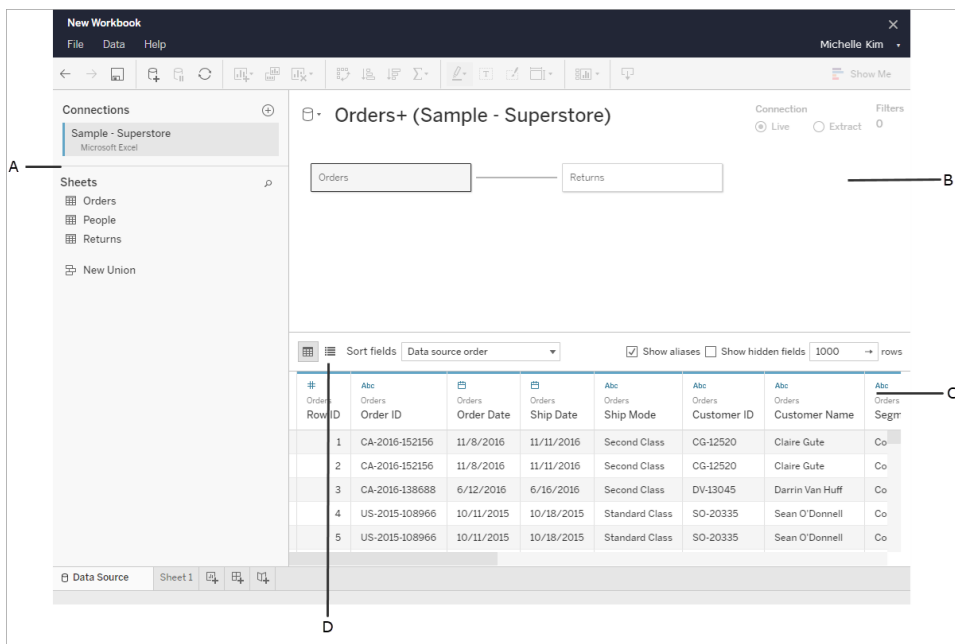 New Workbook
File Data Help
Michelle Kim
Show Me
Connections
Sample - Superstore
Microsoft Excel
A
Sheets
Orders
People
Returns
New Union
Orders+ (Sample - Superstore)
Connection
Live Extract
Filters
0
Orders
Returns
B
Sort fields Data source order
Show aliases Show hidden fields 1000 → rows
# Abc Abc Abc Abc Abc
Orders Orders Orders Orders Orders Orders Orders Orders
Row ID Order ID Order Date Ship Date Ship Mode Customer ID Customer Name Segm
C
1 CA-2016-152156 11/8/2016 11/11/2016 Second Class CG-12520 Claire Gute Co
2 CA-2016-152156 11/8/2016 11/11/2016 Second Class CG-12520 Claire Gute Co
3 CA-2016-138688 6/12/2016 6/16/2016 Second Class DV-13045 Darrin Van Huff Co
4 US-2015-108966 10/11/2015 10/18/2015 Standard Class SO-20335 Sean O'Donnell Co
5 US-2015-108966 10/11/2015 10/18/2015 Standard Class SO-20335 Sean O'Donnell Co
Data Source Sheet 1
D